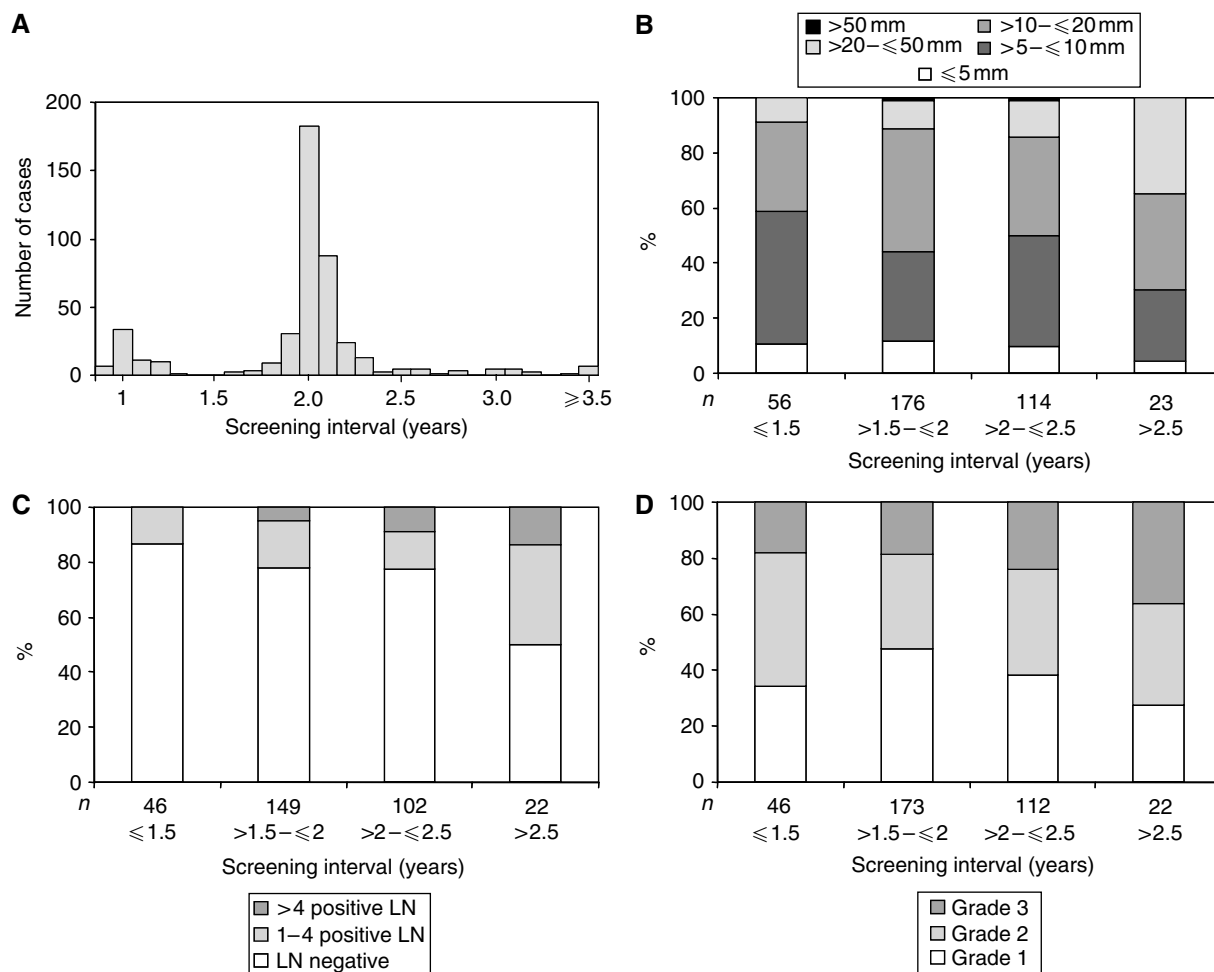 A
200
150
100
50
0
Number of cases
1 1.5 2.0 2.5 3.0 ⩾3.5
Screening interval (years)
B
>50 mm >10–⩽20 mm
>20–⩽50 mm >5–⩽10 mm
⩽5 mm
100
80
60
40
20
0
%
n 56 176 114 23
⩽1.5 >1.5–⩽2 >2–⩽2.5 >2.5
Screening interval (years)
C
100
80
60
40
20
0
%
n 46 149 102 22
⩽1.5 >1.5–⩽2 >2–⩽2.5 >2.5
Screening interval (years)
>4 positive LN
1–4 positive LN
LN negative
D
100
80
60
40
20
0
%
n 46 173 112 22
⩽1.5 >1.5–⩽2 >2–⩽2.5 >2.5
Screening interval (years)
Grade 3
Grade 2
Grade 1